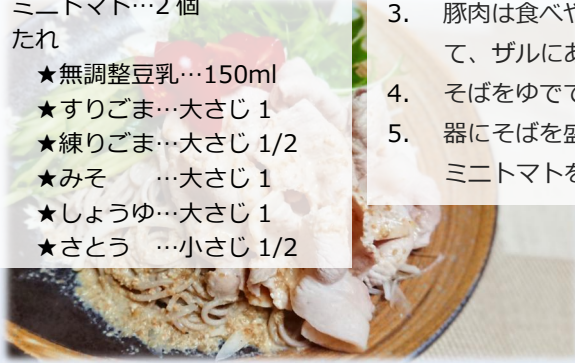 ミニトマト…2 個
たれ
★無調整豆乳…150ml
★すりごま…大さじ 1
★練りごま…大さじ 1/2
★みそ　　…大さじ 1
★しょうゆ…大さじ 1
★さとう　…小さじ 1/2
3. 豚肉は食べや
て、ザルにあ
4. そばをゆでて
5. 器にそばを盛
ミニトマトを